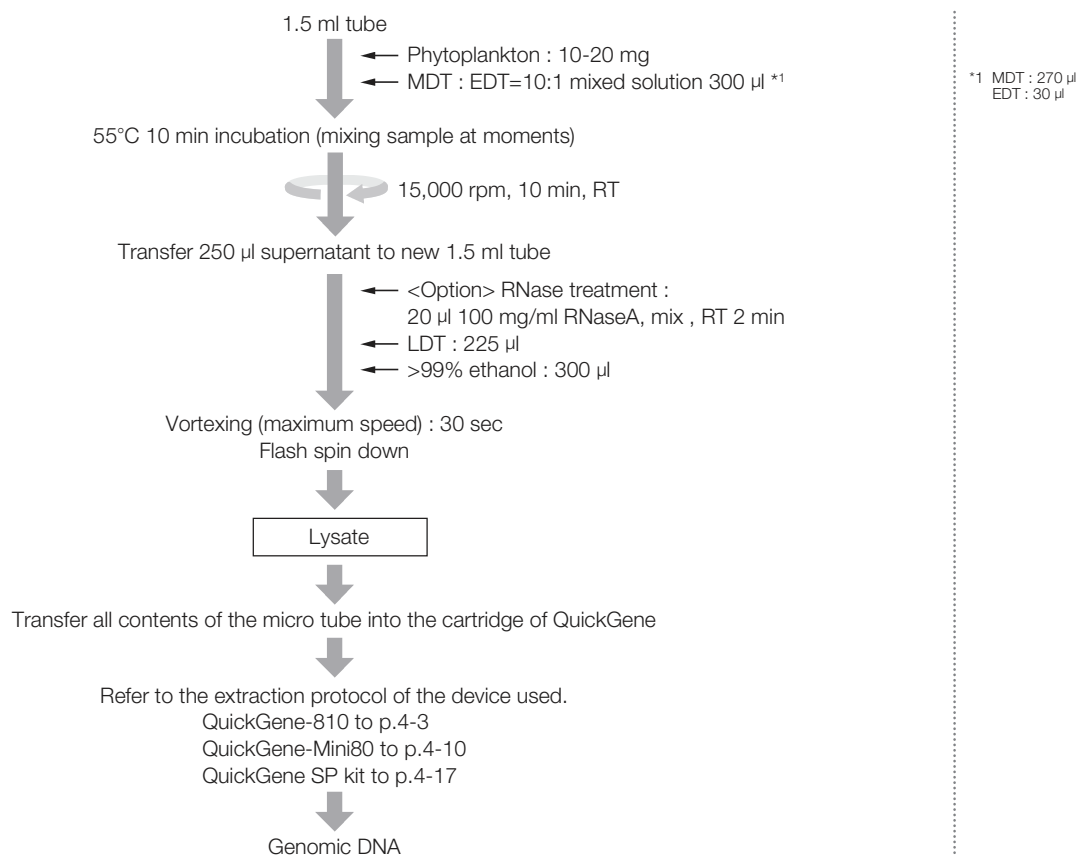 1.5 ml tube
Phytoplankton : 10-20 mg
MDT : EDT=10:1 mixed solution 300 µl *1
*1 MDT : 270 µl
EDT : 30 µl
55°C 10 min incubation (mixing sample at moments)
15,000 rpm, 10 min, RT
Transfer 250 µl supernatant to new 1.5 ml tube
<Option> RNase treatment :
20 µl 100 mg/ml RNaseA, mix , RT 2 min
LDT : 225 µl
>99% ethanol : 300 µl
Vortexing (maximum speed) : 30 sec
Flash spin down
Lysate
Transfer all contents of the micro tube into the cartridge of QuickGene
Refer to the extraction protocol of the device used.
QuickGene-810 to p.4-3
QuickGene-Mini80 to p.4-10
QuickGene SP kit to p.4-17
Genomic DNA